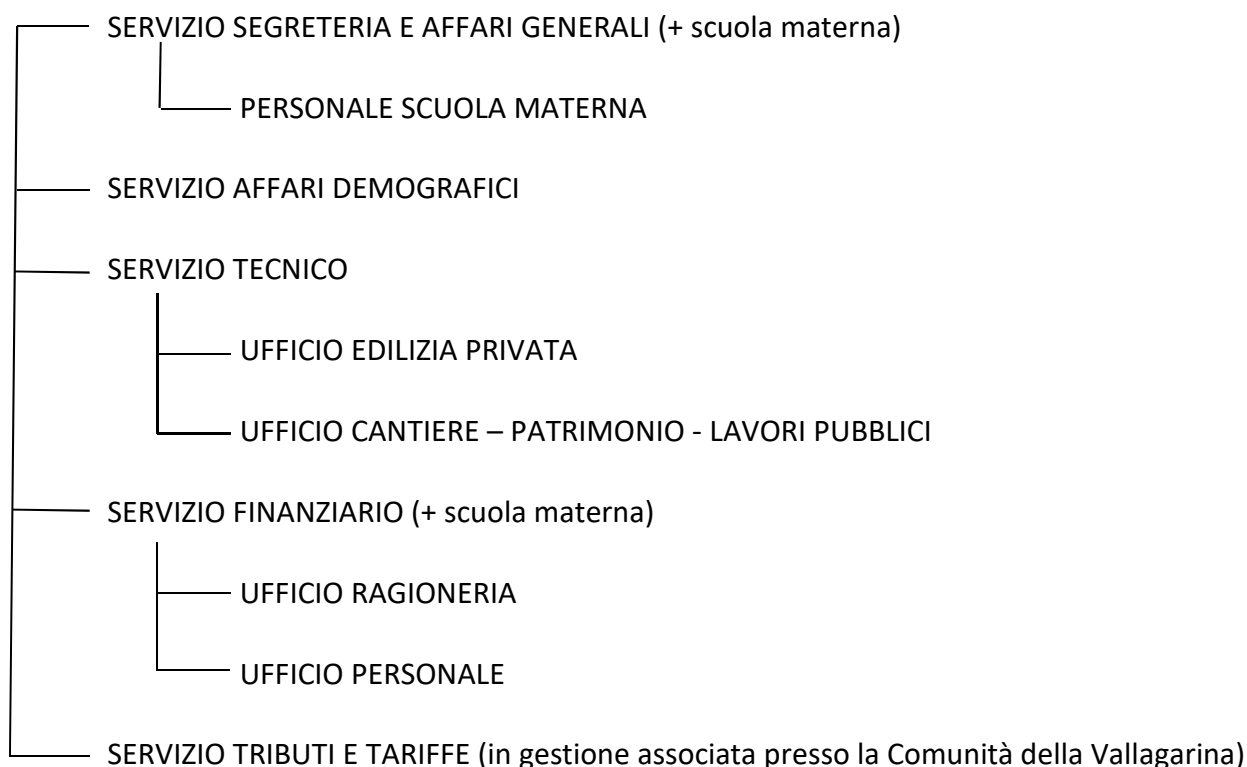 SERVIZIO SEGRETERIA E AFFARI GENERALI (+ scuola materna)
PERSONALE SCUOLA MATERNA
SERVIZIO AFFARI DEMOGRAFICI
SERVIZIO TECNICO
UFFICIO EDILIZIA PRIVATA
UFFICIO CANTIERE – PATRIMONIO - LAVORI PUBBLICI
SERVIZIO FINANZIARIO (+ scuola materna)
UFFICIO RAGIONERIA
UFFICIO PERSONALE
SERVIZIO TRIBUTI E TARIFFE (in gestione associata presso la Comunità della Vallagarina)